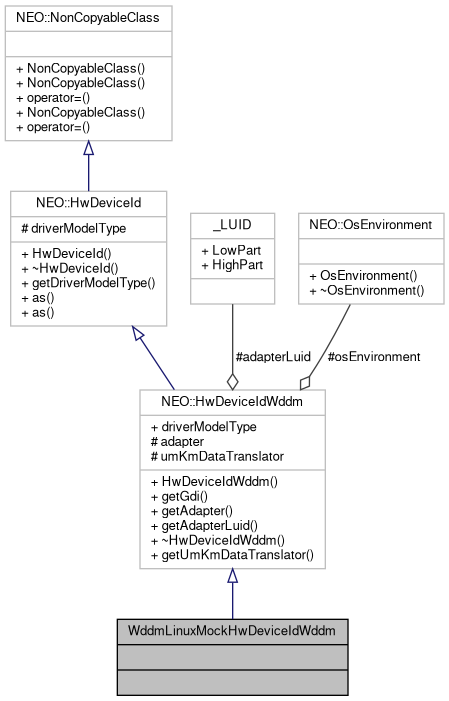 NEO::NonCopyableClass
+ NonCopyableClass()
+ NonCopyableClass()
+ operator=()
+ NonCopyableClass()
+ operator=()
NEO::HwDeviceId
# driverModelType
+ HwDeviceId()
+ ~HwDeviceId()
+ getDriverModelType()
+ as()
+ as()
_LUID
+ LowPart
+ HighPart
NEO::OsEnvironment
+ OsEnvironment()
+ ~OsEnvironment()
#adapterLuid
#osEnvironment
NEO::HwDeviceIdWddm
+ driverModelType
# adapter
# umKmDataTranslator
+ HwDeviceIdWddm()
+ getGdi()
+ getAdapter()
+ getAdapterLuid()
+ ~HwDeviceIdWddm()
+ getUmKmDataTranslator()
WddmLinuxMockHwDeviceIdWddm